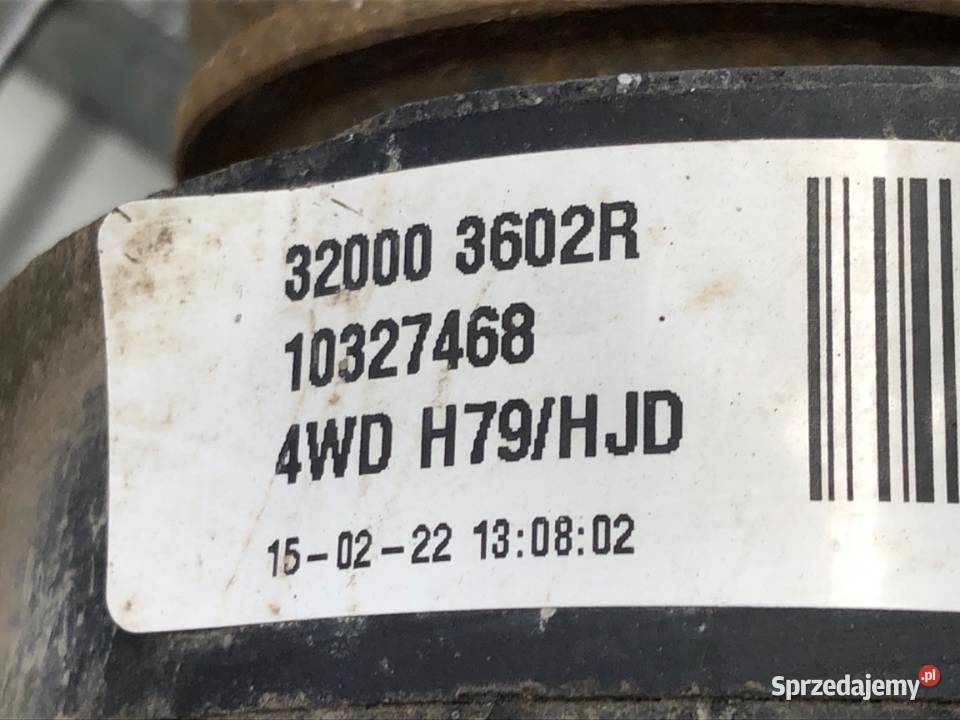 32000 3602R
10327468
4WD H79/HJD
15-02-22 13:08:02
Sprzedajemy.pl